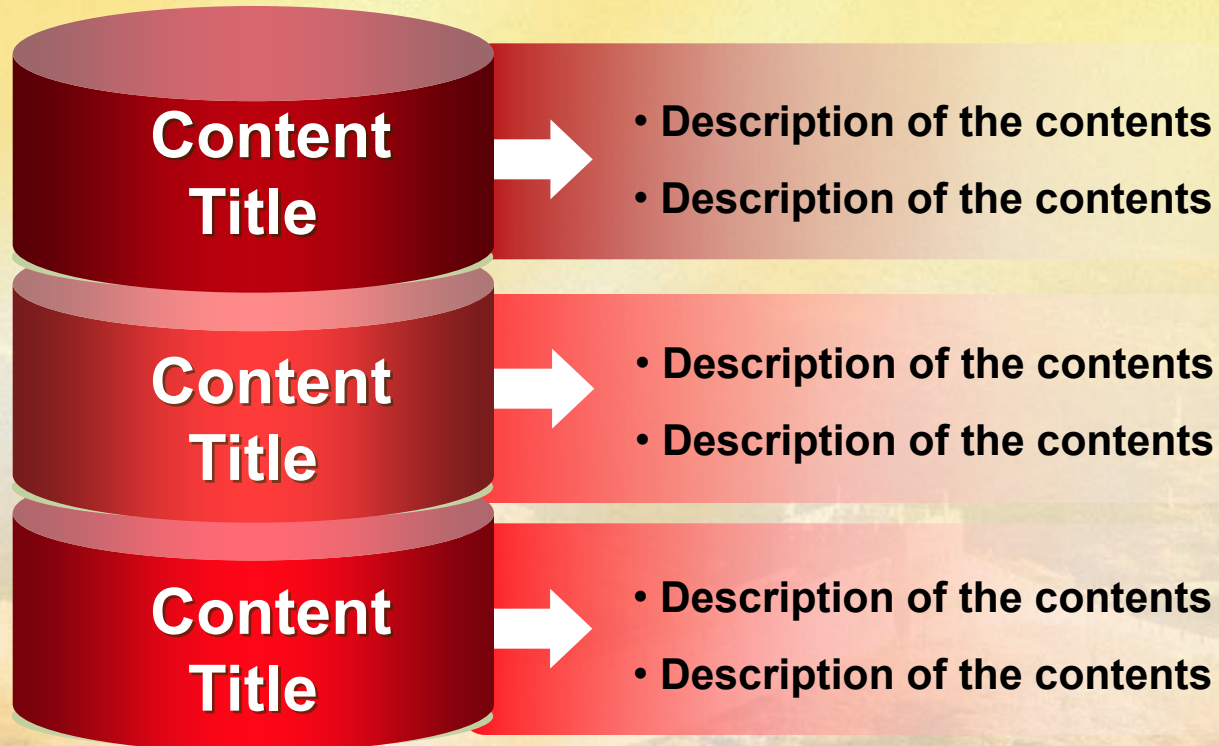 Content
Title
• Description of the contents
• Description of the contents
Content
Title
• Description of the contents
• Description of the contents
Content
Title
• Description of the contents
• Description of the contents